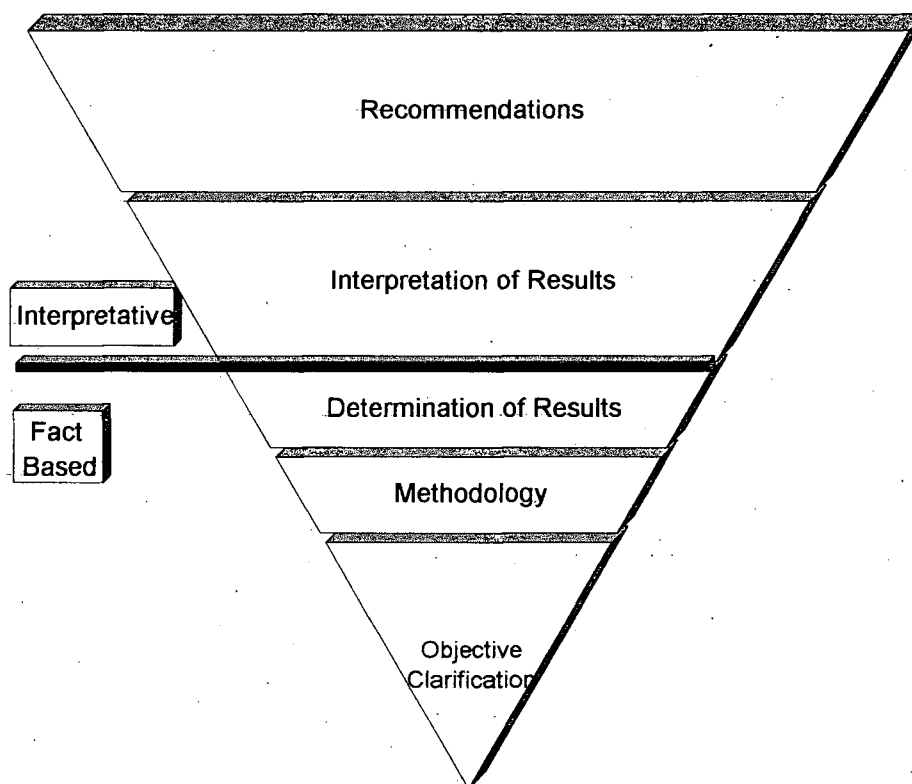 Recommendations
Interpretation of Results
Interpretative
Determination of Results
Fact
Based
Methodology
Objective
Clarification